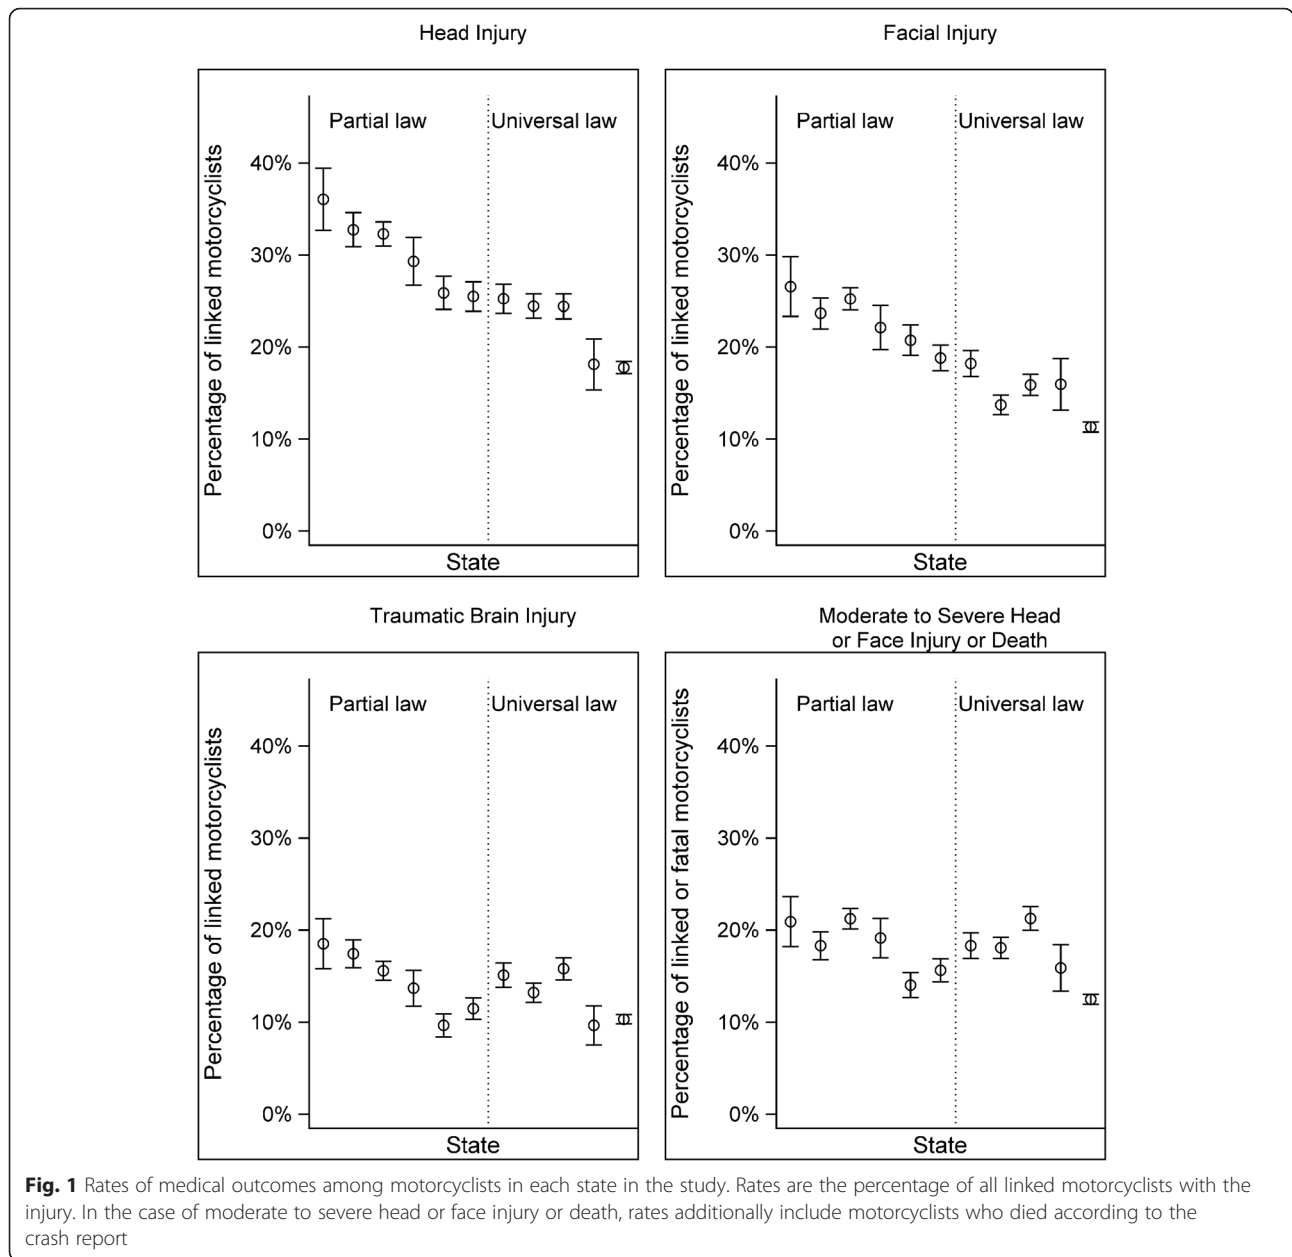 Head Injury
Percentage of linked motorcyclists
Partial law
Universal law
40%
30%
20%
10%
0%
State
Facial Injury
Percentage of linked motorcyclists
Partial law
Universal law
40%
30%
20%
10%
0%
State
Traumatic Brain Injury
Percentage of linked motorcyclists
Partial law
Universal law
40%
30%
20%
10%
0%
State
Moderate to Severe Head
or Face Injury or Death
Percentage of linked or fatal motorcyclists
Partial law
Universal law
40%
30%
20%
10%
0%
State
Fig. 1 Rates of medical outcomes among motorcyclists in each state in the study. Rates are the percentage of all linked motorcyclists with the
injury. In the case of moderate to severe head or face injury or death, rates additionally include motorcyclists who died according to the
crash report